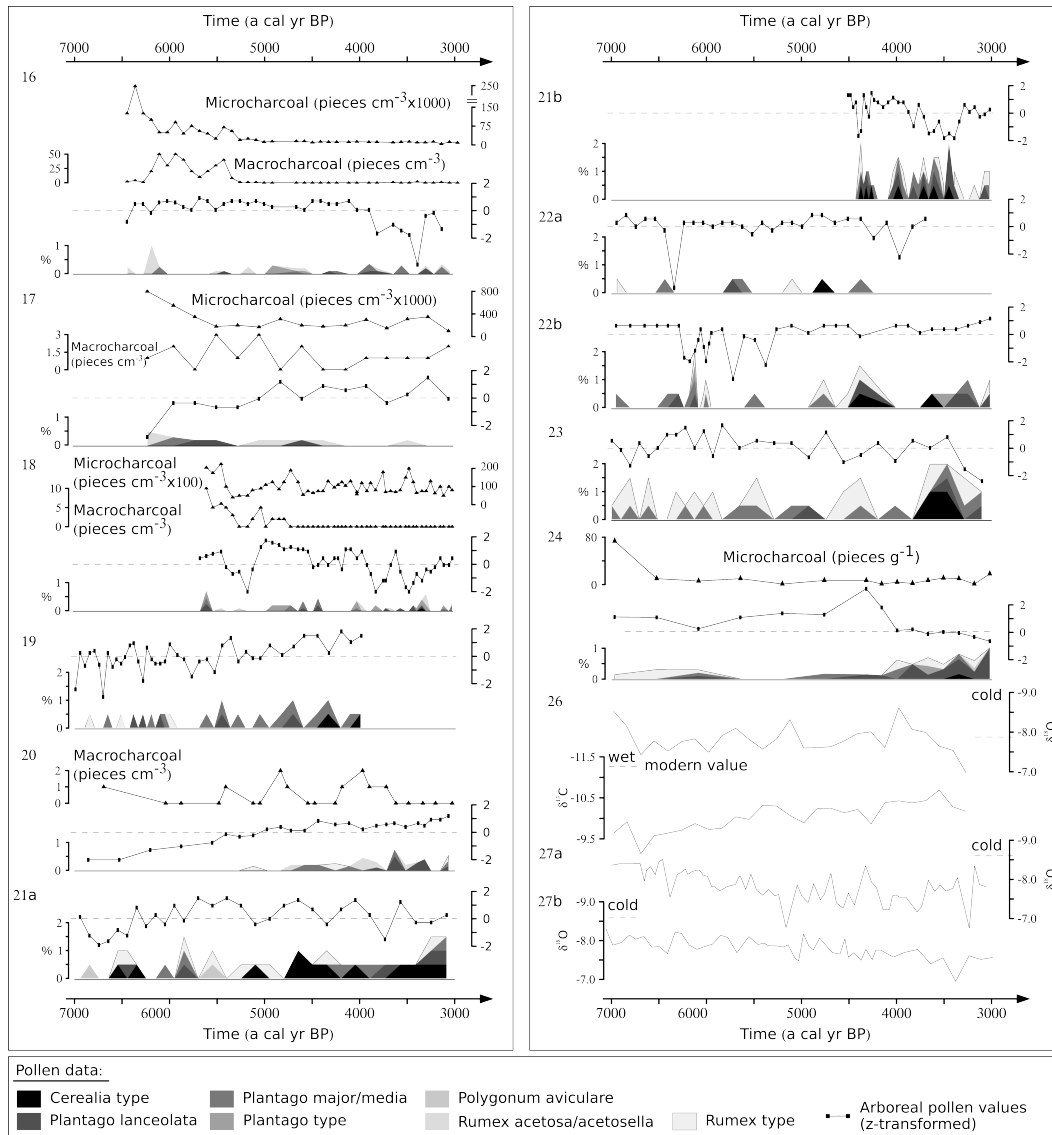 Time (a cal yr BP)
7000 6000 5000 4000 3000
16
Microcharcoal (pieces cm-3x1000)
250
150
75
0
50
25
0
Macrocharcoal (pieces cm-3)
2
0
-2
1
%
0
17
Microcharcoal (pieces cm-3x1000)
800
400
0
3
1.5
0
Macrocharcoal
(pieces cm-3)
2
0
-2
1
%
0
18
Microcharcoal
(pieces cm-3x100)
200
100
0
10
5
0
Macrocharcoal
(pieces cm-3)
2
0
-2
1
%
0
19
2
0
-2
2
%
1
0
20
Macrocharcoal
(pieces cm-3)
2
1
0
2
0
-2
1
%
0
21a
2
0
-2
2
%
1
0
7000 6000 5000 4000 3000
Time (a cal yr BP)
Time (a cal yr BP)
7000 6000 5000 4000 3000
21b
2
0
-2
2
%
1
0
22a
2
0
-2
2
%
1
0
22b
2
0
-2
2
%
1
0
23
2
0
-2
2
%
1
0
24
80
0
Microcharcoal (pieces g-1)
2
0
-2
1
%
0
26
cold
-9.0
-8.0
-7.0
δ18O
wet
modern value
-11.5
-10.5
-9.5
δ13C
27a
cold
-9.0
-8.0
-7.0
δ18O
27b
cold
-9.0
-8.0
-7.0
δ18O
7000 6000 5000 4000 3000
Time (a cal yr BP)
Pollen data:
Cerealia type
Plantago major/media
Polygonum aviculare
Plantago lanceolata
Plantago type
Rumex acetosa/acetosella
Rumex type
Arboreal pollen values
(z-transformed)